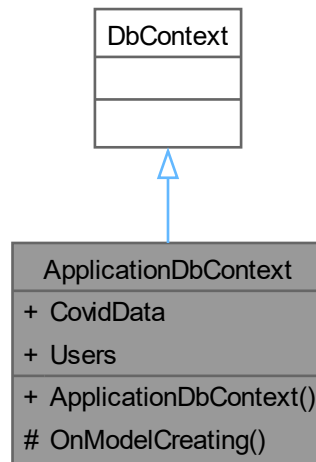 DbContext
ApplicationDbContext
+ CovidData
+ Users
+ ApplicationDbContext()
# OnModelCreating()